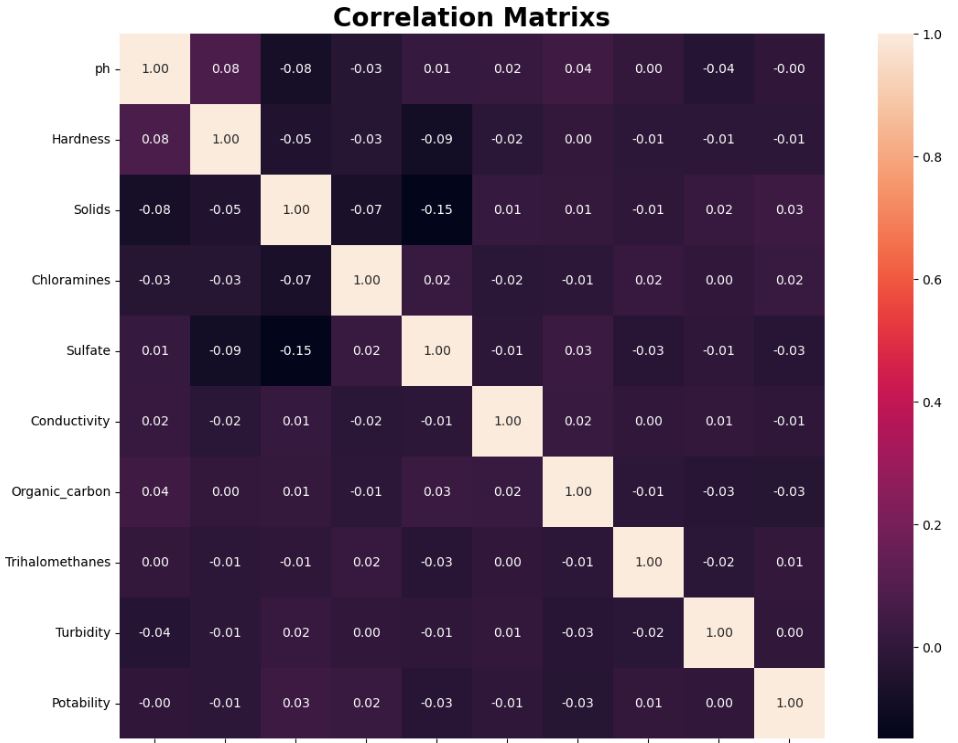 Correlation Matrixs
ph 1.00 0.08 -0.08 -0.03 0.01 0.02 0.04 0.00 -0.04 -0.00
Hardness 0.08 1.00 -0.05 -0.03 -0.09 -0.02 0.00 -0.01 -0.01 -0.01
Solids -0.08 -0.05 1.00 -0.07 -0.15 0.01 0.01 -0.01 0.02 0.03
Chloramines -0.03 -0.03 -0.07 1.00 0.02 -0.02 -0.01 0.02 0.00 0.02
Sulfate 0.01 -0.09 -0.15 0.02 1.00 -0.01 0.03 -0.03 -0.01 -0.03
Conductivity 0.02 -0.02 0.01 -0.02 -0.01 1.00 0.02 0.00 0.01 -0.01
Organic_carbon 0.04 0.00 0.01 -0.01 0.03 0.02 1.00 -0.01 -0.03 -0.03
Trihalomethanes 0.00 -0.01 -0.01 0.02 -0.03 0.00 -0.01 1.00 -0.02 0.01
Turbidity -0.04 -0.01 0.02 0.00 -0.01 0.01 -0.03 -0.02 1.00 0.00
Potability -0.00 -0.01 0.03 0.02 -0.03 -0.01 -0.03 0.01 0.00 1.00
1.0
0.8
0.6
0.4
0.2
0.0